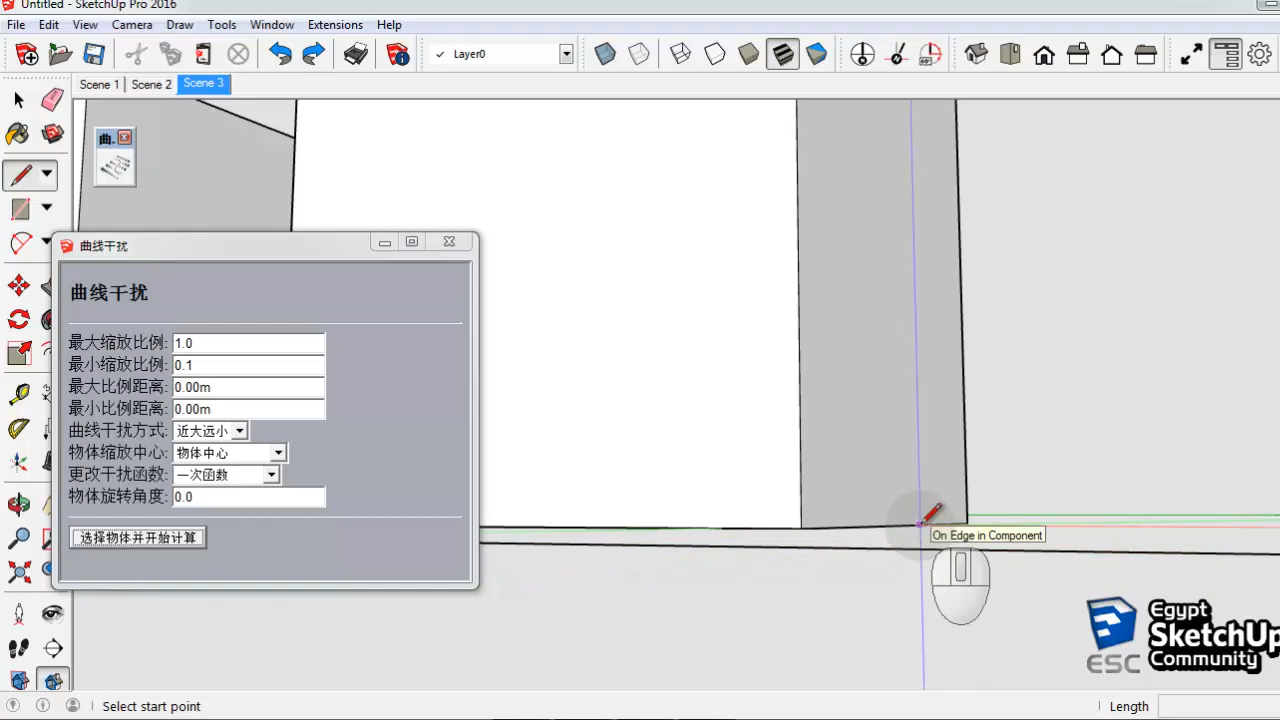 Untitled - SketchUp Pro 2016
File Edit View Camera Draw Tools Window Extensions Help
Layer0
Scene 1 Scene 2 Scene 3
曲.
曲线干扰
曲线干扰
最大缩放比例: 1.0
最小缩放比例: 0.1
最大比例距离: 0.00m
最小比例距离: 0.00m
曲线干扰方式: 近大远小
物体缩放中心: 物体中心
更改干扰函数: 一次函数
物体旋转角度: 0.0
选择物体并开始计算
On Edge in Component
Egypt
SketchUp
ESC Community
Select start point
Length